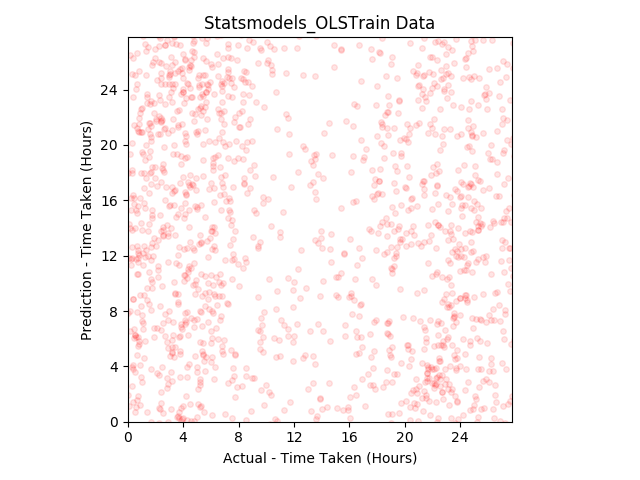 Statsmodels_OLSTrain Data
Prediction - Time Taken (Hours)
24
20
16
12
8
4
0
0 4 8 12 16 20 24
Actual - Time Taken (Hours)